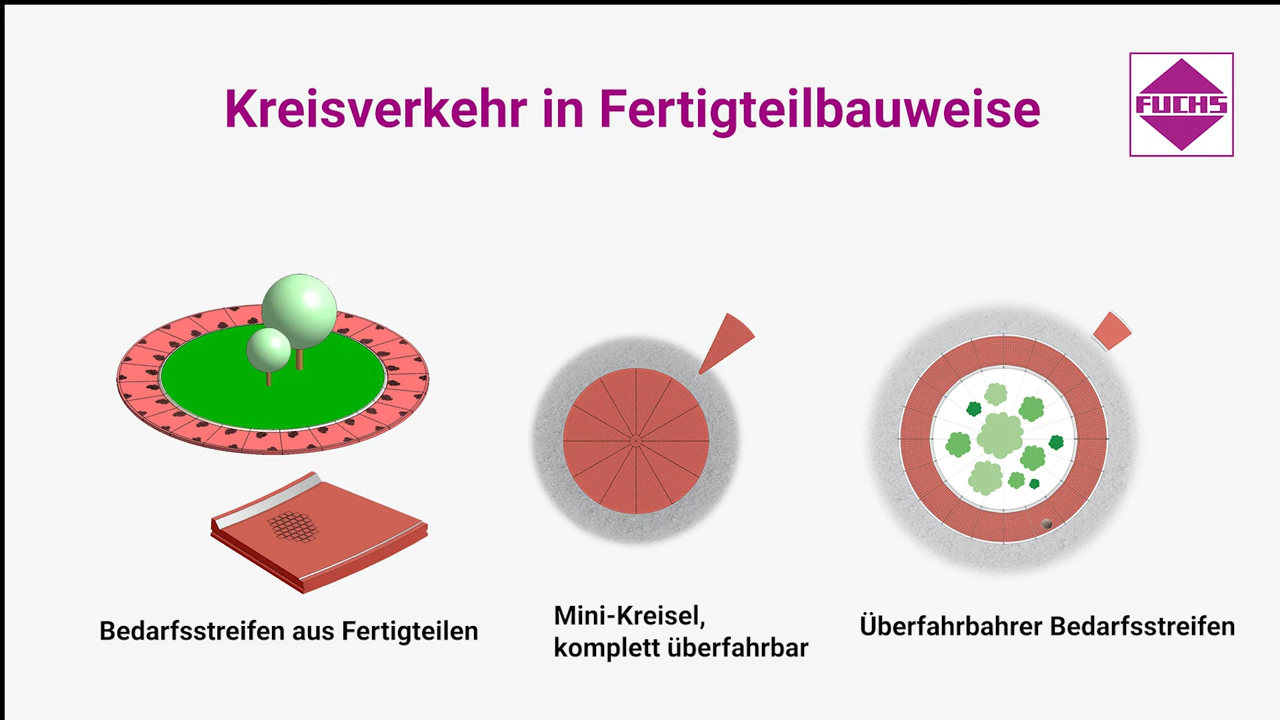 Kreisverkehr in Fertigteilbauweise
FUCHS
Bedarfsstreifen aus Fertigteilen
Mini-Kreisel,
komplett überfahrbar
Überfahrbahrer Bedarfsstreifen